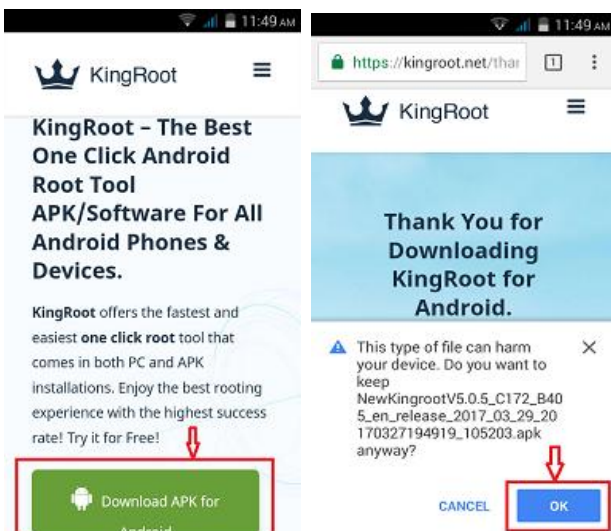 11:49 AM
KingRoot
KingRoot – The Best
One Click Android
Root Tool
APK/Software For All
Android Phones &
Devices.
KingRoot offers the fastest and
easiest one click root tool that
comes in both PC and APK
installations. Enjoy the best rooting
experience with the highest success
rate! Try it for Free!
Download APK for
Android
11:49 AM
https://kingroot.net/thar
1
KingRoot
Thank You for
Downloading
KingRoot for
Android.
This type of file can harm
your device. Do you want to
keep
NewKingrootV5.0.5_C172_B40
5_en_release_2017_03_29_20
170327194919_105203.apk
anyway?
CANCEL
OK